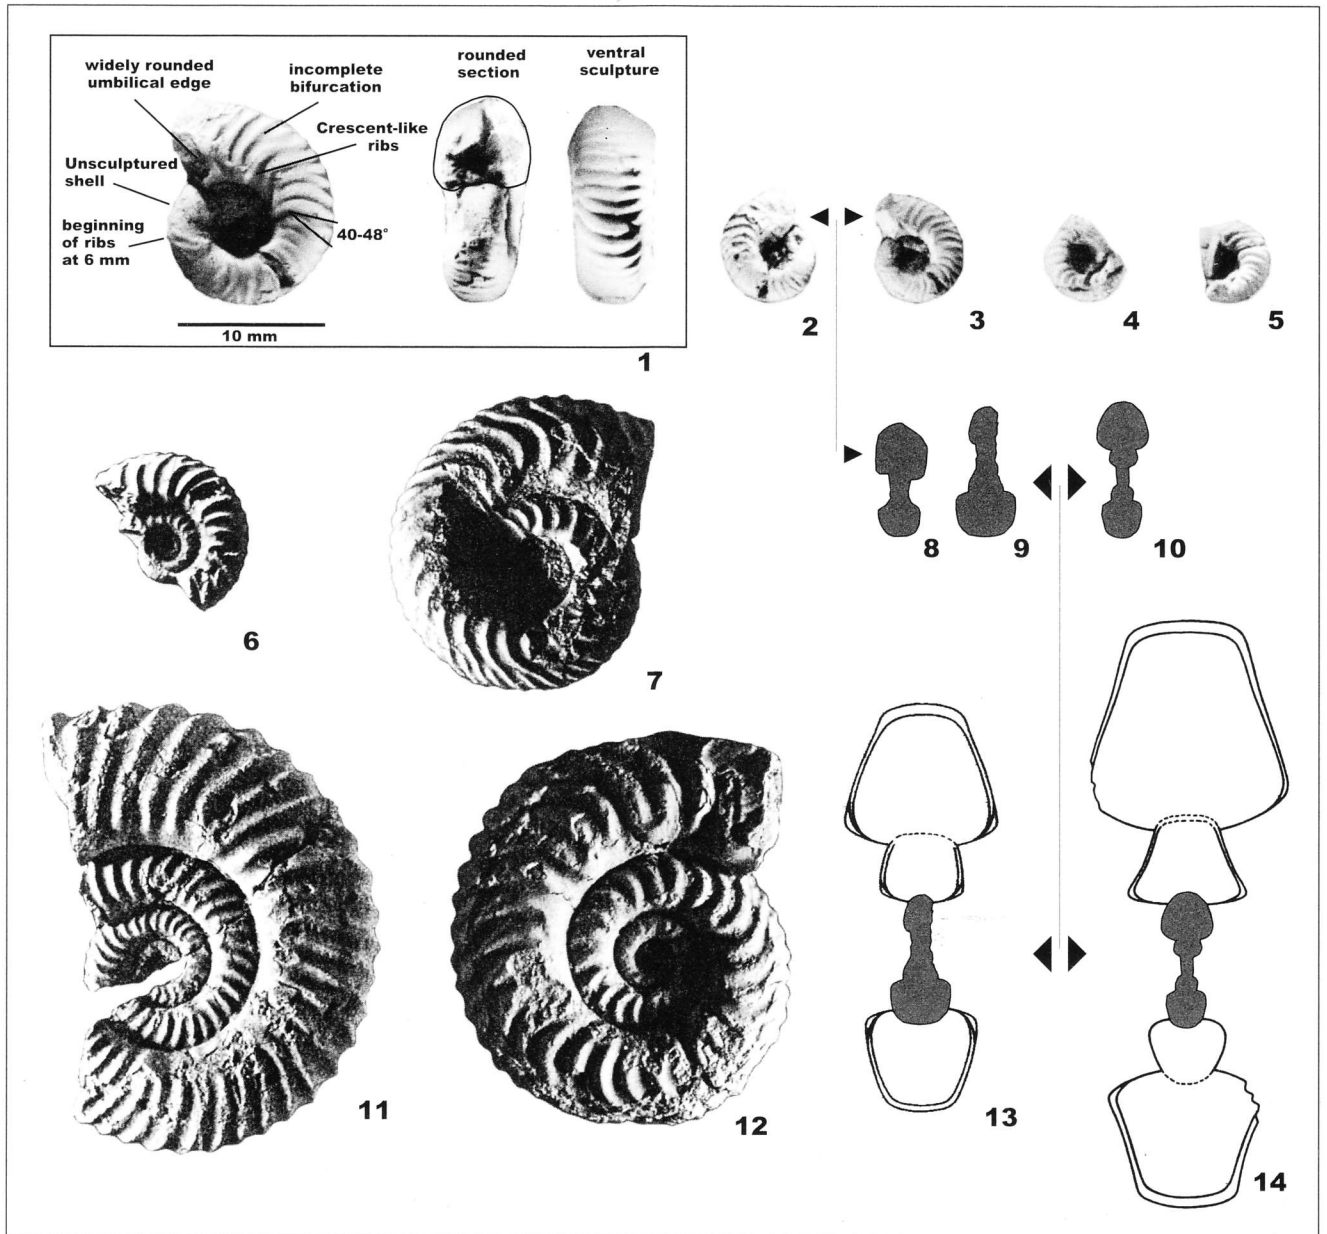 widely rounded
umbilical edge
incomplete
bifurcation
rounded
section
ventral
sculpture
Crescent-like
ribs
Unsculptured
shell
beginning
of ribs
at 6 mm
40-48°
10 mm
1
2
3
4
5
6
7
8
9
10
11
12
13
14